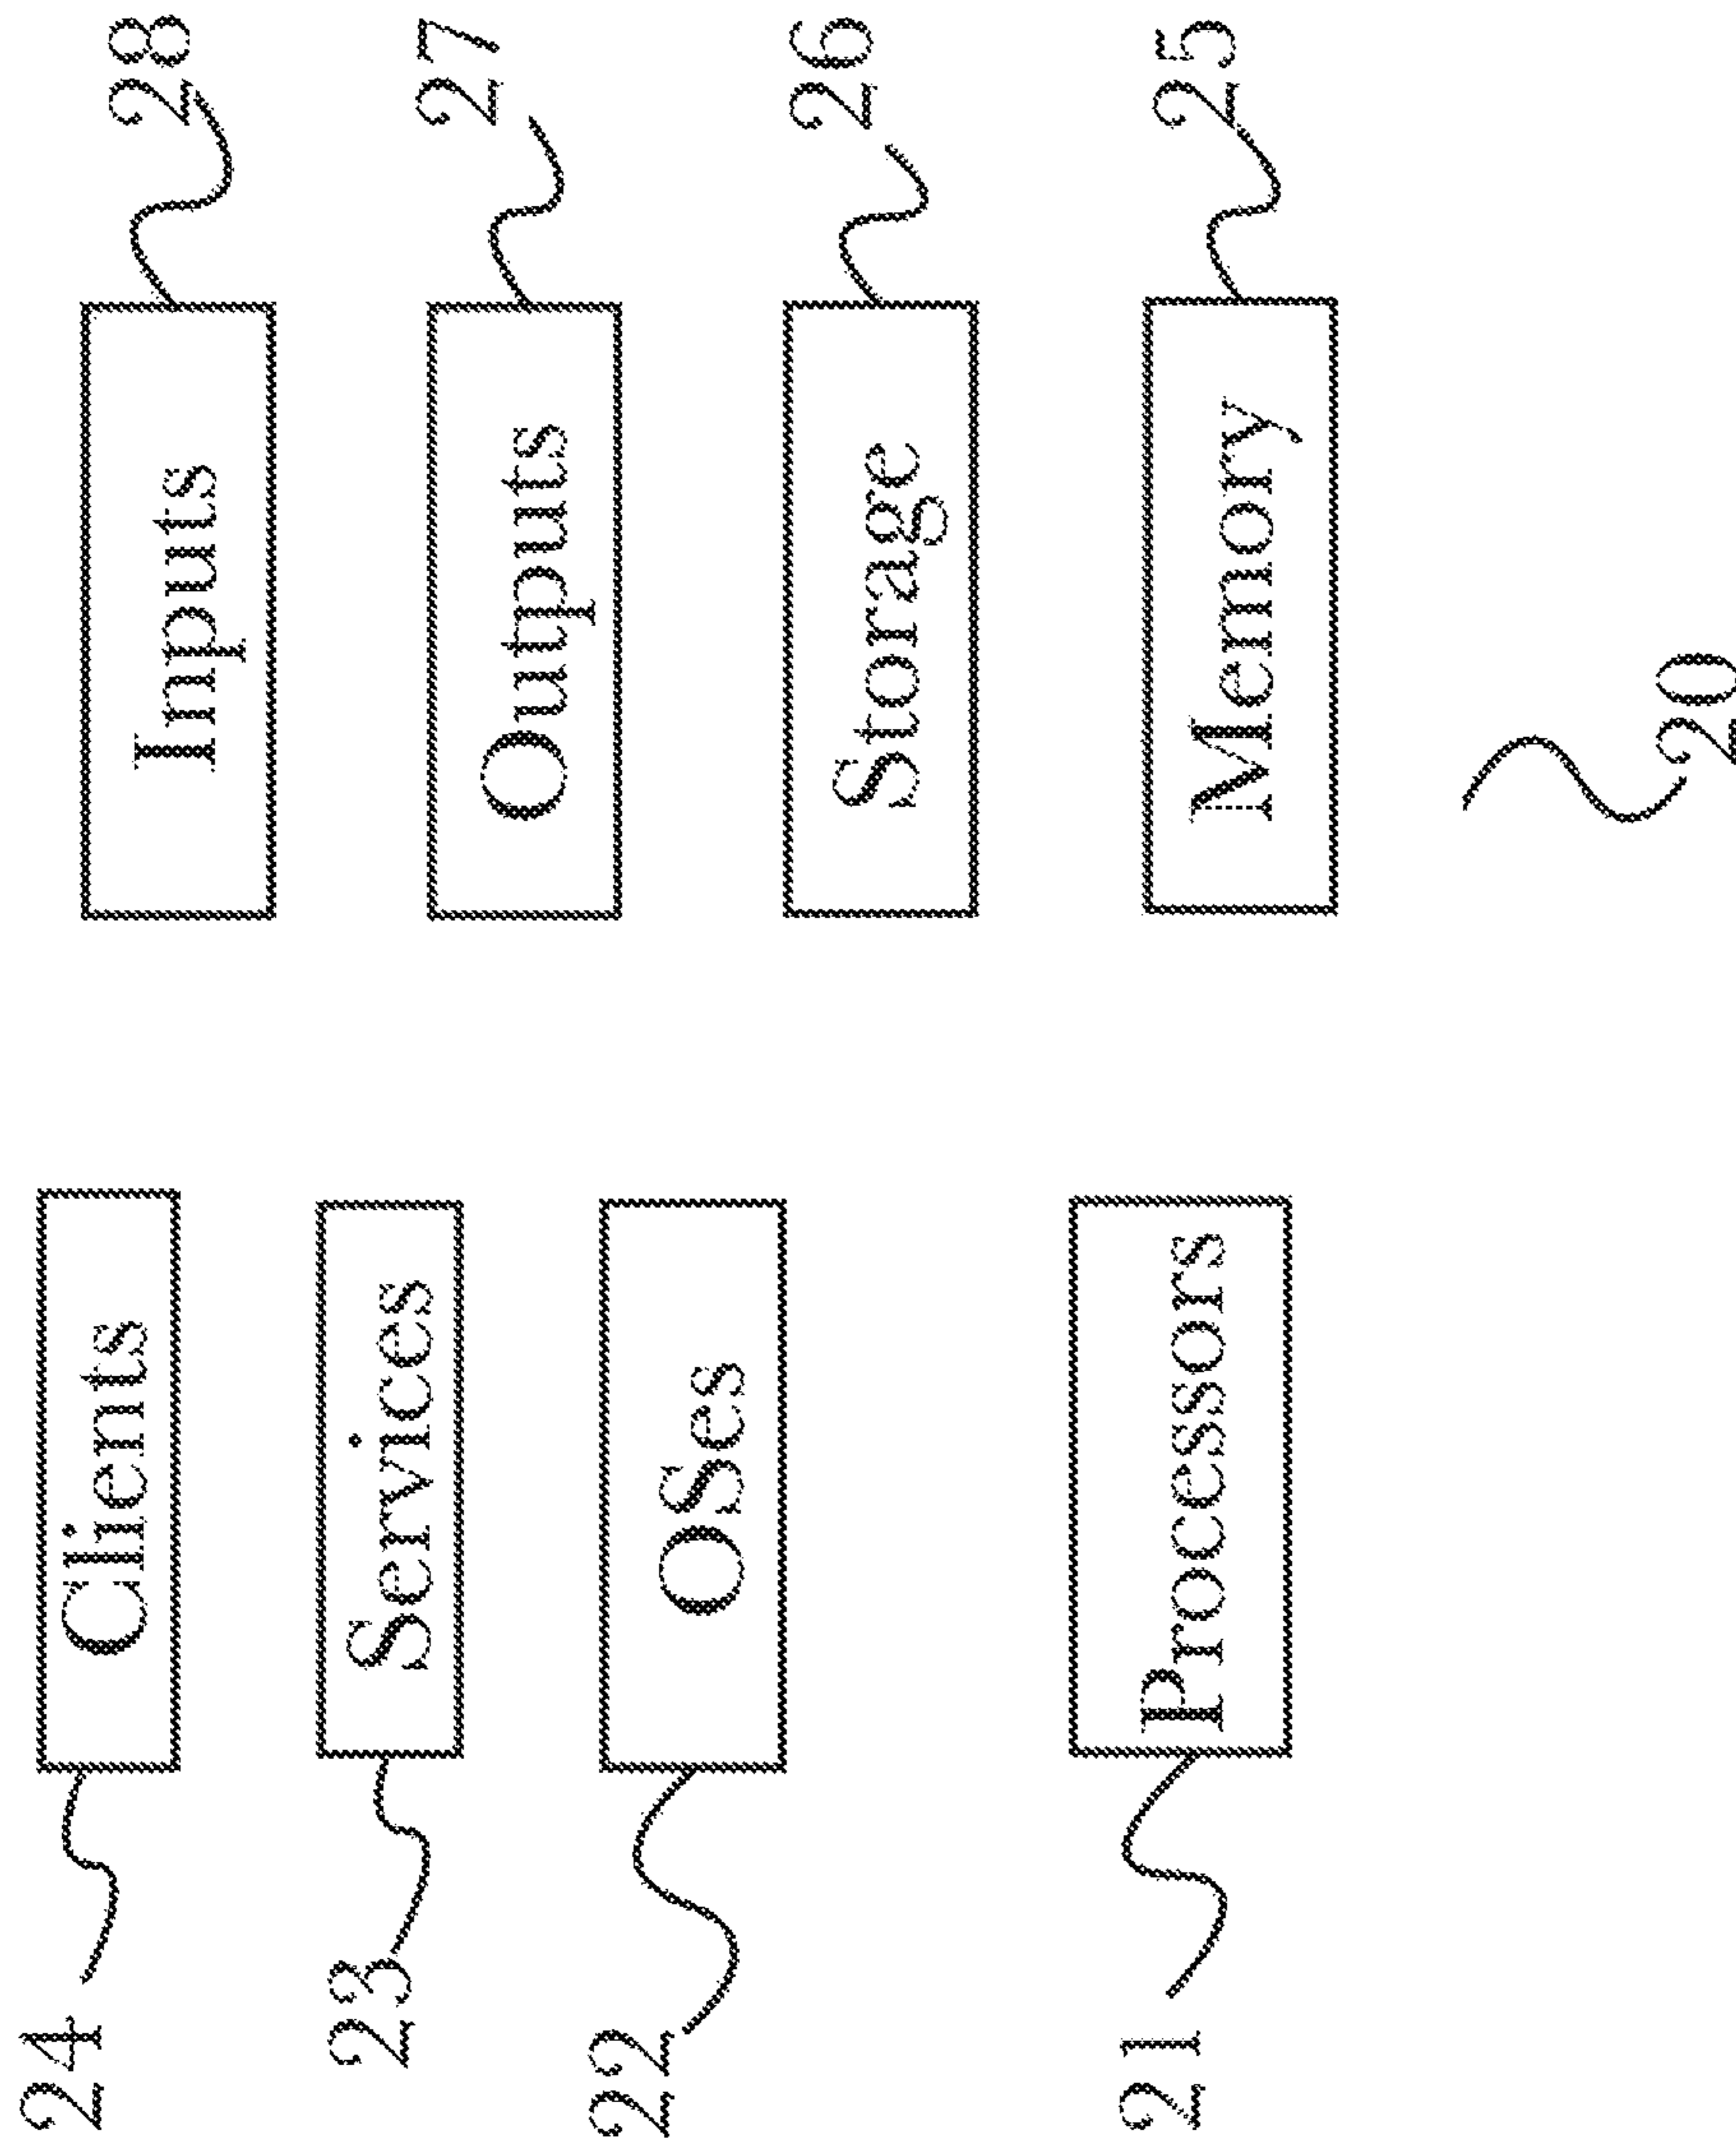 24 Clients
Inputs 28
23 Services
Outputs 27
22 OSes
Storage 26
21 Processors
Memory 25
20